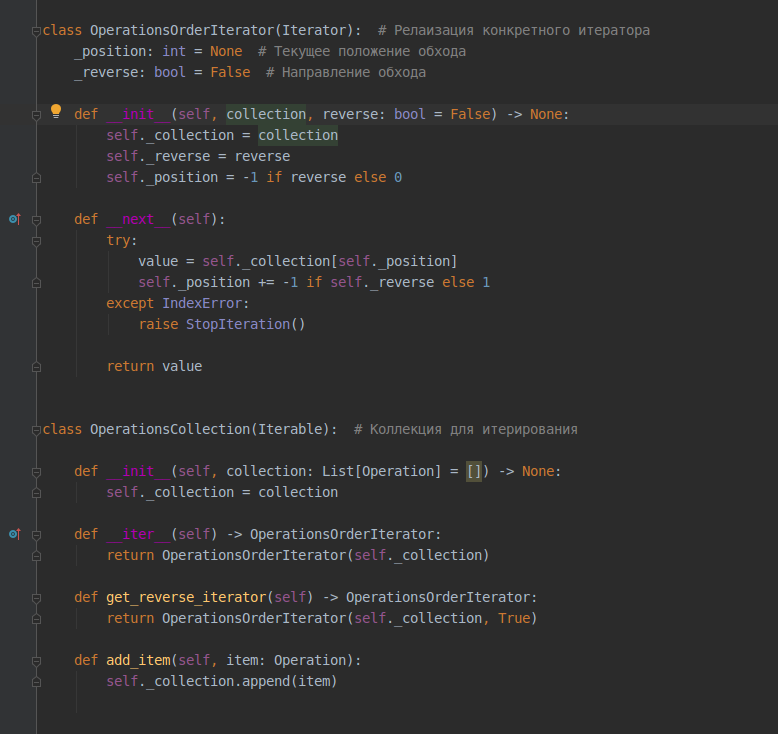 class OperationsOrderIterator(Iterator):  # Релаизация конкретного итератора
    _position: int = None  # Текущее положение обхода
    _reverse: bool = False  # Направление обхода
    def __init__(self, collection, reverse: bool = False) -> None:
        self._collection = collection
        self._reverse = reverse
        self._position = -1 if reverse else 0
    def __next__(self):
        try:
            value = self._collection[self._position]
            self._position += -1 if self._reverse else 1
        except IndexError:
            raise StopIteration()
        return value
class OperationsCollection(Iterable):  # Коллекция для итерирования
    def __init__(self, collection: List[Operation] = []) -> None:
        self._collection = collection
    def __iter__(self) -> OperationsOrderIterator:
        return OperationsOrderIterator(self._collection)
    def get_reverse_iterator(self) -> OperationsOrderIterator:
        return OperationsOrderIterator(self._collection, True)
    def add_item(self, item: Operation):
        self._collection.append(item)